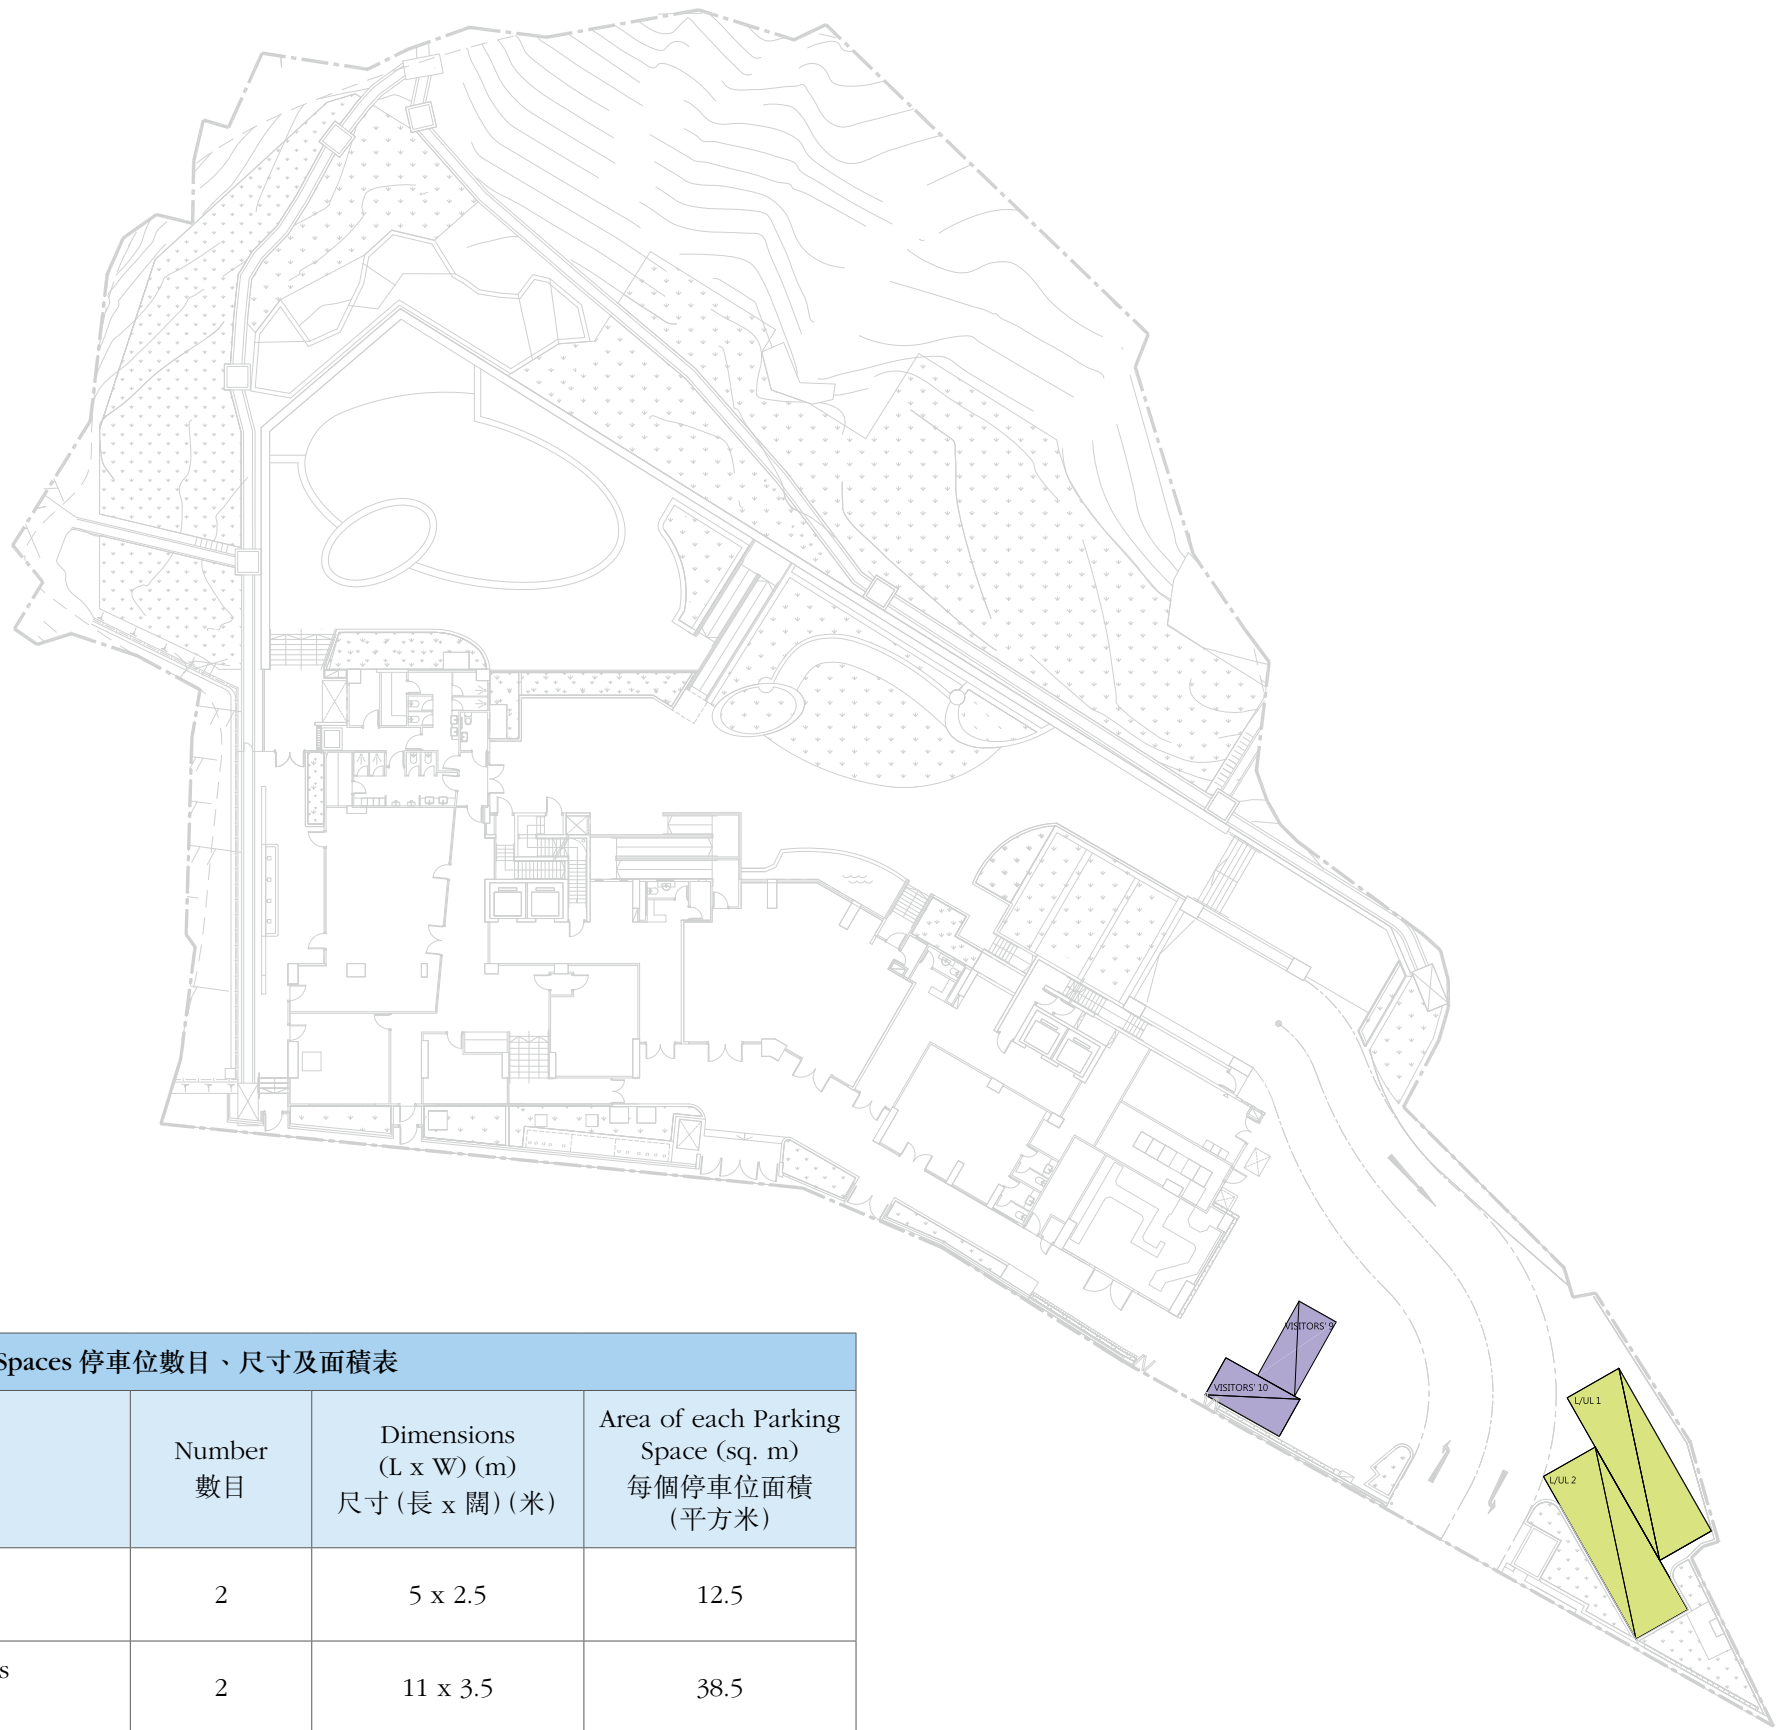 VISITORS' 9
VISITORS' 10
L/UL 1
L/UL 2
Spaces 停車位數目、尺寸及面積表
Number
數目
Dimensions
(L x W) (m)
尺寸 (長 x 闊) (米)
Area of each Parking
Space (sq. m)
每個停車位面積
(平方米)
2
5 x 2.5
12.5
s
2
11 x 3.5
38.5